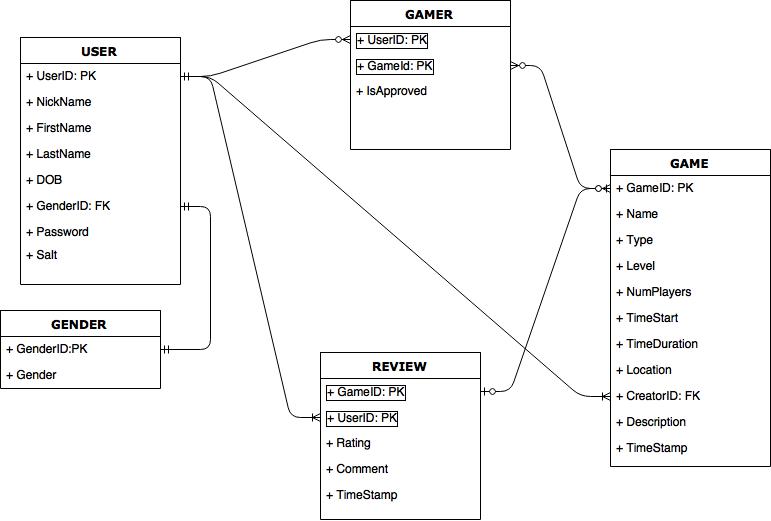 USER
+ UserID: PK
+ NickName
+ FirstName
+ LastName
+ DOB
+ GenderID: FK
+ Password
+ Salt
GENDER
+ GenderID:PK
+ Gender
GAMER
+ UserID: PK
+ GameId: PK
+ IsApproved
REVIEW
+ GameID: PK
+ UserID: PK
+ Rating
+ Comment
+ TimeStamp
GAME
+ GameID: PK
+ Name
+ Type
+ Level
+ NumPlayers
+ TimeStart
+ TimeDuration
+ Location
+ CreatorID: FK
+ Description
+ TimeStamp